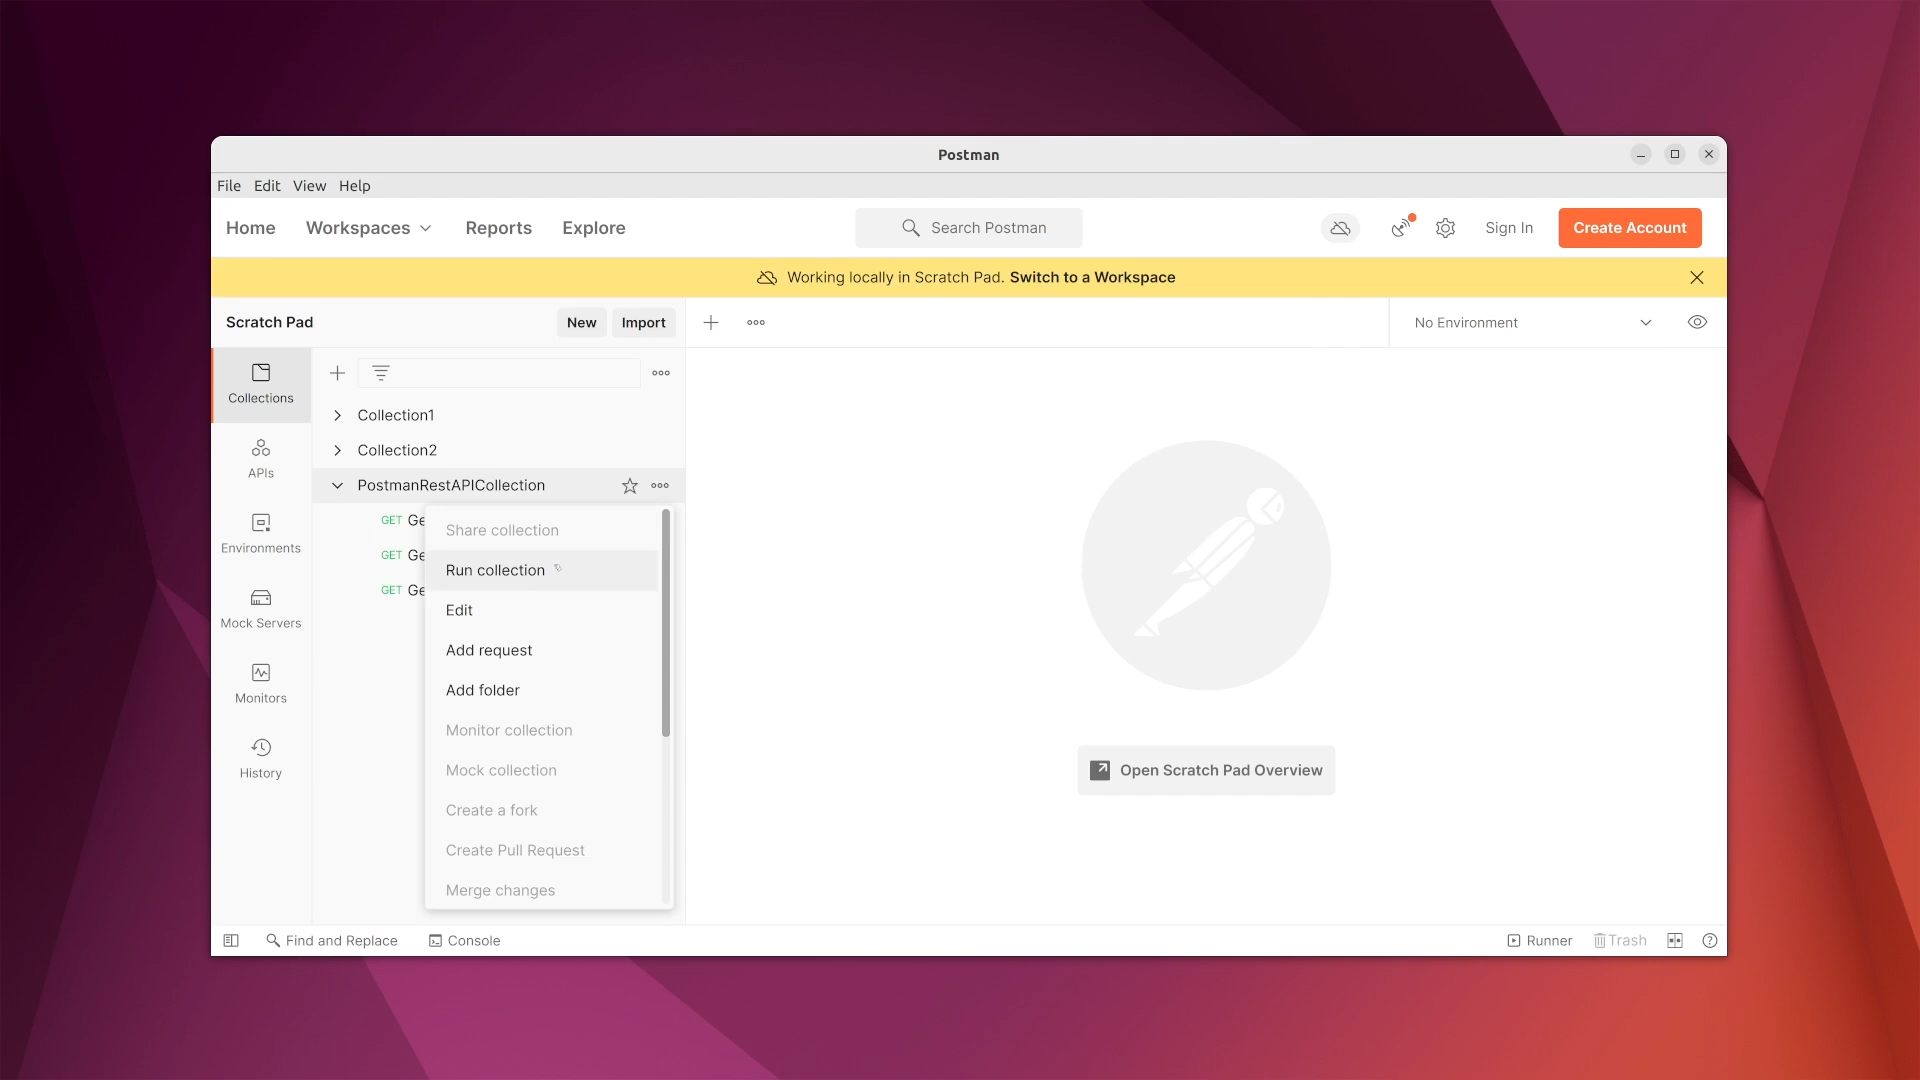 Postman
File Edit View Help
Home Workspaces Reports Explore Search Postman Sign In Create Account
Working locally in Scratch Pad. Switch to a Workspace
Scratch Pad New Import No Environment
Collections
APIs
Environments
Mock Servers
Monitors
History
Collection1
Collection2
PostmanRestAPICollection
GET Ge
GET Ge
GET Ge
Share collection
Run collection
Edit
Add request
Add folder
Monitor collection
Mock collection
Create a fork
Create Pull Request
Merge changes
Open Scratch Pad Overview
Find and Replace Console Runner Trash